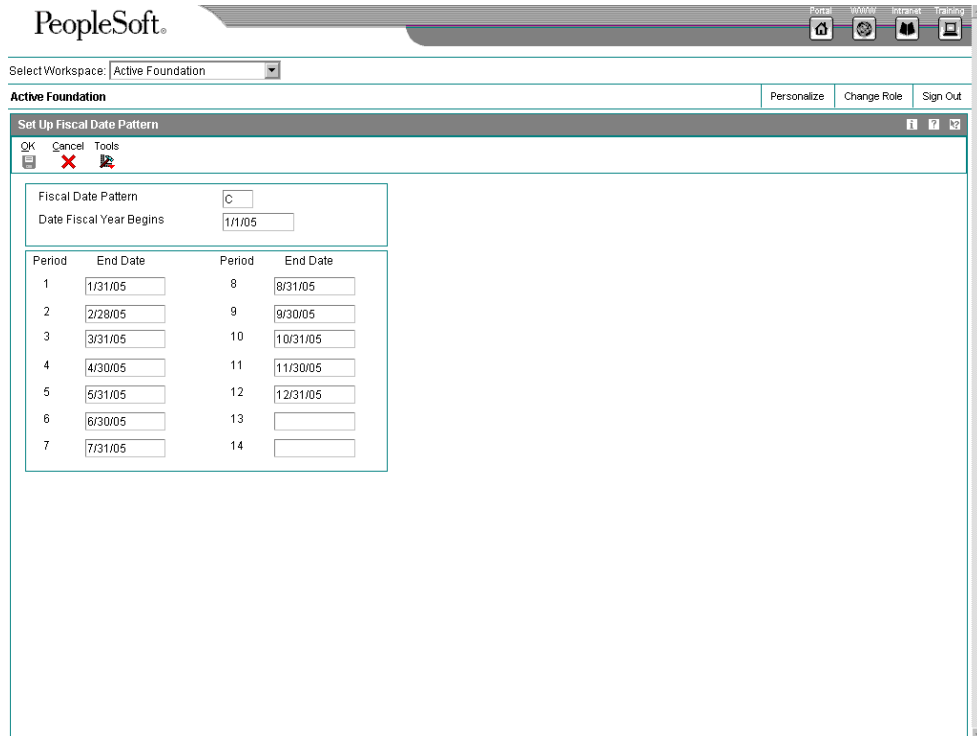 PeopleSoft®
Portal WWW Intranet Training
Select Workspace: Active Foundation
Active Foundation Personalize Change Role Sign Out
Set Up Fiscal Date Pattern i ? ?
OK Cancel Tools
Fiscal Date Pattern C
Date Fiscal Year Begins 1/1/05
Period End Date Period End Date
1 1/31/05 8 8/31/05
2 2/28/05 9 9/30/05
3 3/31/05 10 10/31/05
4 4/30/05 11 11/30/05
5 5/31/05 12 12/31/05
6 6/30/05 13
7 7/31/05 14